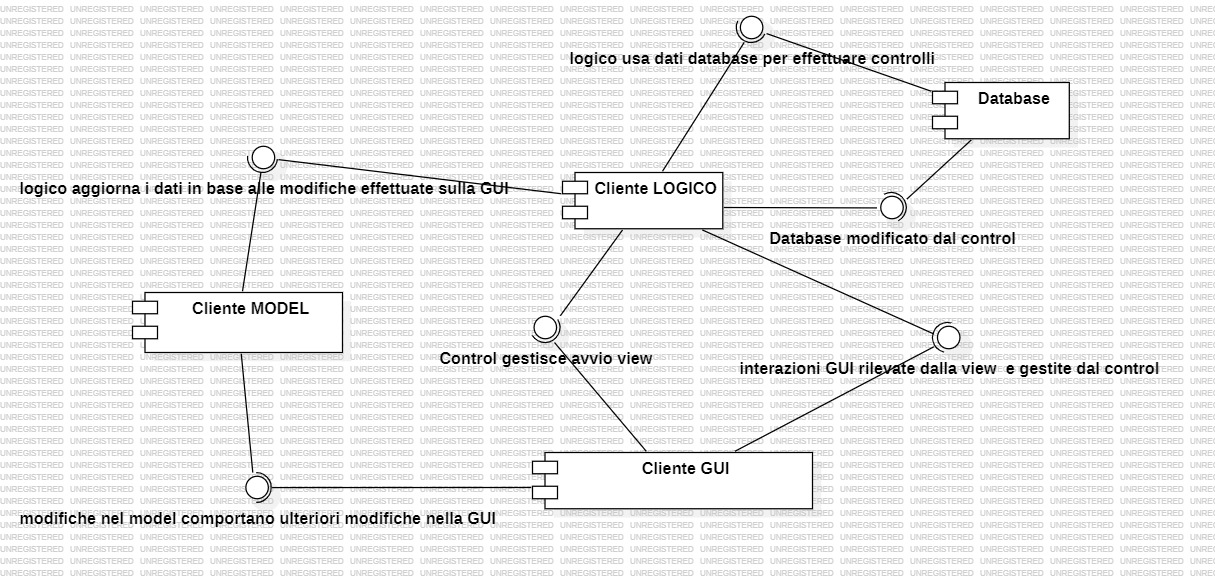 logico usa dati database per effettuare controlli
Database
logico aggiorna i dati in base alle modifiche effettuate sulla GUI
Cliente LOGICO
Database modificato dal control
Cliente MODEL
Control gestisce avvio view
interazioni GUI rilevate dalla view  e gestite dal control
Cliente GUI
modifiche nel model comportano ulteriori modifiche nella GUI
UNREGISTERED